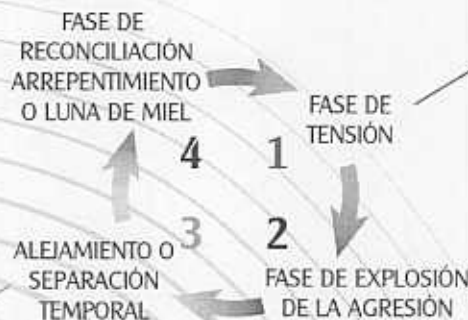 FASE DE
RECONCILIACIÓN
ARREPENTIMIENTO
O LUNA DE MIEL
4
1
FASE DE
TENSIÓN
3
2
ALEJAMIENTO O
SEPARACIÓN
TEMPORAL
FASE DE EXPLOSIÓN
DE LA AGRESIÓN